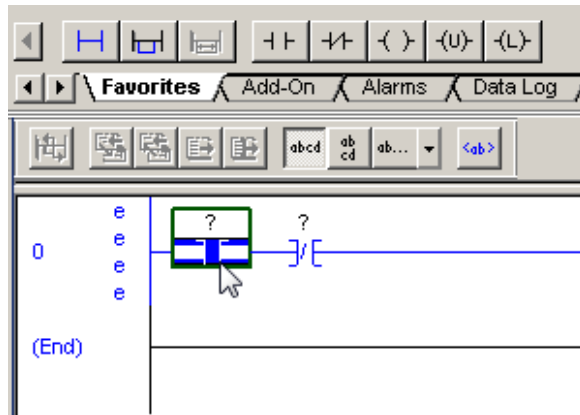 (U) (L)
Favorites Add-On Alarms Data Log
abcd ab cd ab... <ab>
e
? ?
0 e
e
e
(End)